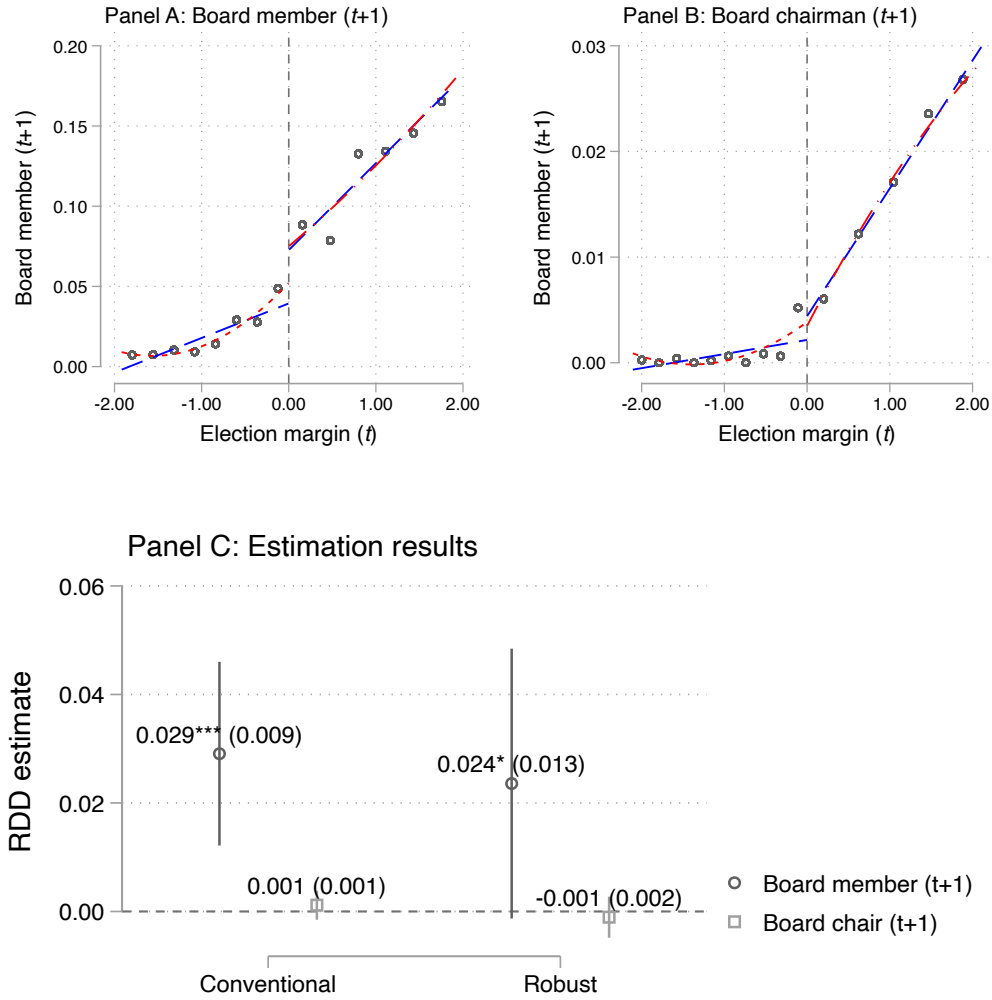 Panel A: Board member (t+1)
Board member (t+1)
0.20
0.15
0.10
0.05
0.00
-2.00 -1.00 0.00 1.00 2.00
Election margin (t)
Panel B: Board chairman (t+1)
Board member (t+1)
0.03
0.02
0.01
0.00
-2.00 -1.00 0.00 1.00 2.00
Election margin (t)
Panel C: Estimation results
RDD estimate
0.06
0.04
0.02
0.00
0.029*** (0.009)
0.024* (0.013)
0.001 (0.001)
-0.001 (0.002)
Conventional Robust
Board member (t+1)
Board chair (t+1)